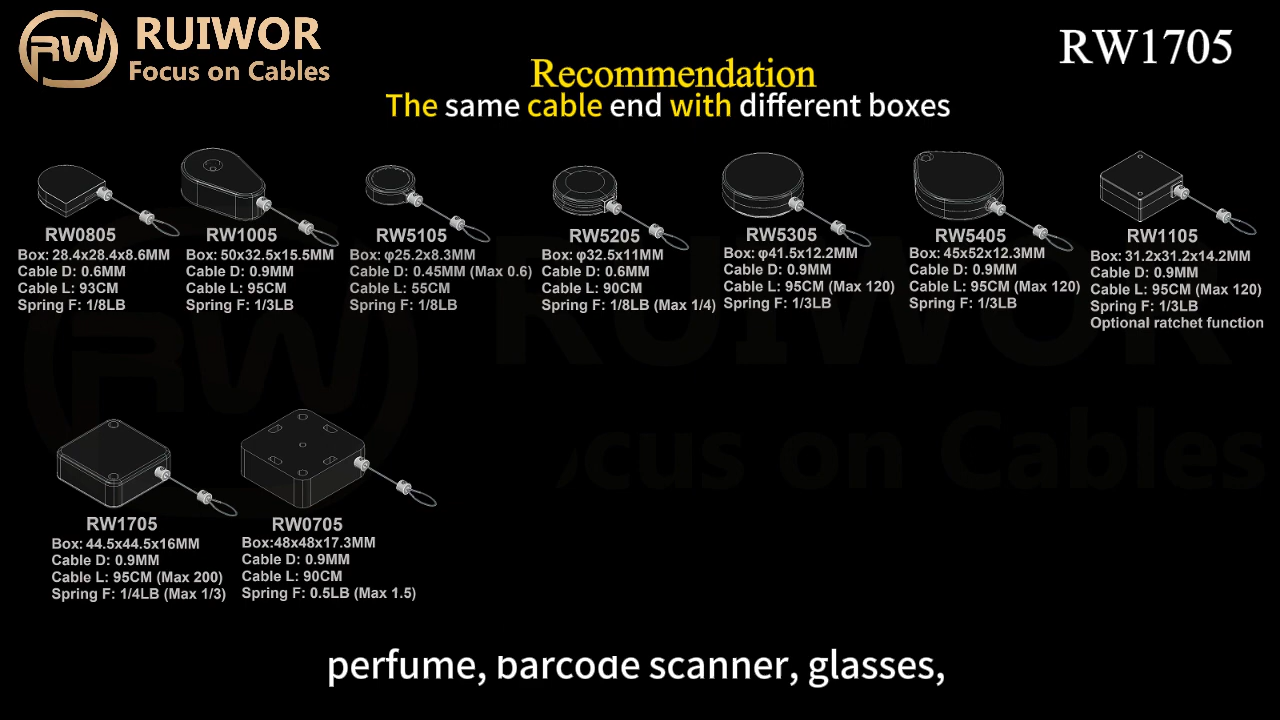 RW
RUIWOR
Focus on Cables
RW1705
Recommendation
The same cable end with different boxes
RW0805
Box: 28.4x28.4x8.6MM
Cable D: 0.6MM
Cable L: 93CM
Spring F: 1/8LB
RW1005
Box: 50x32.5x15.5MM
Cable D: 0.9MM
Cable L: 95CM
Spring F: 1/3LB
RW5105
Box: φ25.2x8.3MM
Cable D: 0.45MM (Max 0.6)
Cable L: 55CM
Spring F: 1/8LB
RW5205
Box: φ32.5x11MM
Cable D: 0.6MM
Cable L: 90CM
Spring F: 1/8LB (Max 1/4)
RW5305
Box: φ41.5x12.2MM
Cable D: 0.9MM
Cable L: 95CM (Max 120)
Spring F: 1/3LB
RW5405
Box: 45x52x12.3MM
Cable D: 0.9MM
Cable L: 95CM (Max 120)
Spring F: 1/3LB
RW1105
Box: 31.2x31.2x14.2MM
Cable D: 0.9MM
Cable L: 95CM (Max 120)
Spring F: 1/3LB
Optional ratchet function
RW1705
Box: 44.5x44.5x16MM
Cable D: 0.9MM
Cable L: 95CM (Max 200)
Spring F: 1/4LB (Max 1/3)
RW0705
Box:48x48x17.3MM
Cable D: 0.9MM
Cable L: 90CM
Spring F: 0.5LB (Max 1.5)
RW
RUIWOR
Focus on Cables
perfume, barcode scanner, glasses,